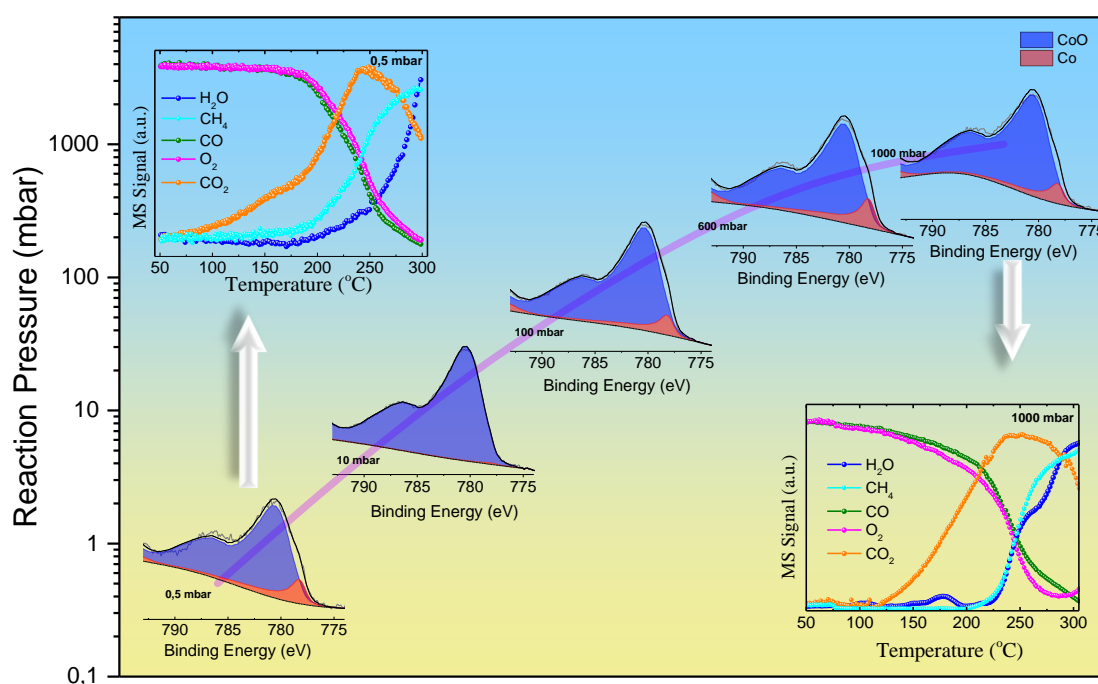 Reaction Pressure (mbar)
1000
100
10
1
0,1
0,5 mbar
H₂O
CH₄
CO
O₂
CO₂
MS Signal (a.u.)
50 100 150 200 250 300
Temperature (°C)
CoO
Co
1000 mbar
790 785 780 775
Binding Energy (eV)
600 mbar
790 785 780 775
Binding Energy (eV)
100 mbar
790 785 780 775
Binding Energy (eV)
10 mbar
790 785 780 775
Binding Energy (eV)
0,5 mbar
790 785 780 775
Binding Energy (eV)
1000 mbar
H₂O
CH₄
CO
O₂
CO₂
MS Signal (a.u.)
50 100 150 200 250 300
Temperature (°C)